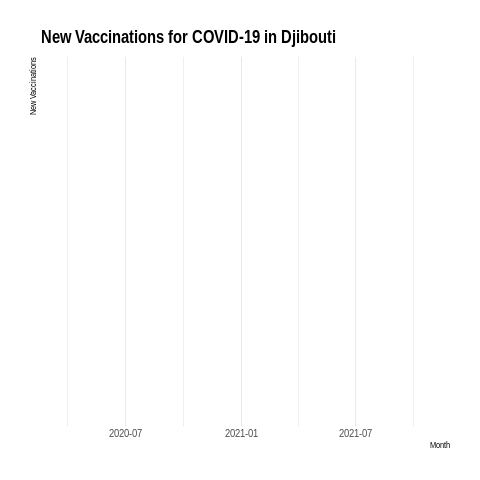 New Vaccinations for COVID-19 in Djibouti
New Vaccinations
2020-07
2021-01
2021-07
Month